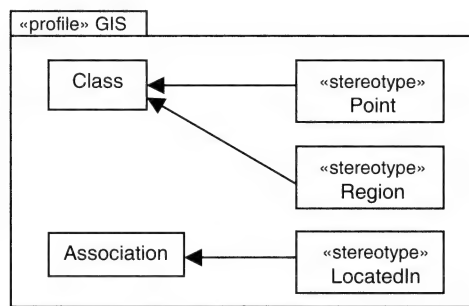 «profile» GIS
Class
«stereotype»
Point
«stereotype»
Region
Association
«stereotype»
LocatedIn